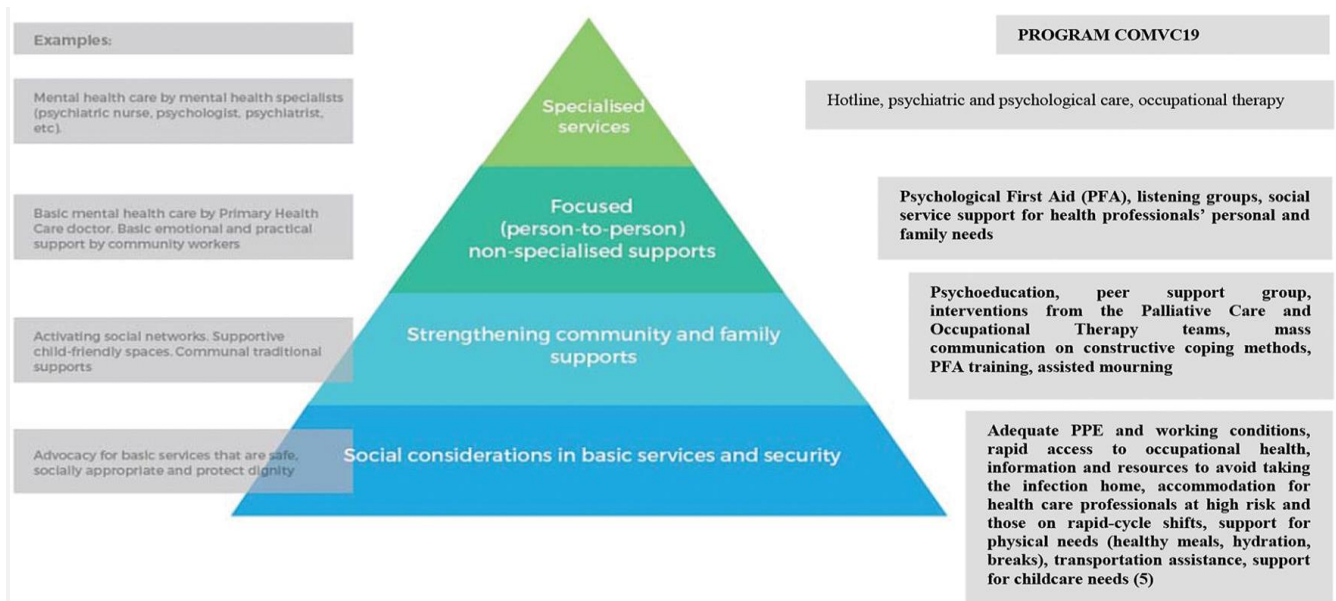 Examples:
PROGRAM COMVC19
Mental health care by mental health specialists
(psychiatric nurse, psychologist, psychiatrist,
etc).
Specialised
services
Hotline, psychiatric and psychological care, occupational therapy
Basic mental health care by Primary Health
Care doctor. Basic emotional and practical
support by community workers
Focused
(person-to-person)
non-specialised supports
Psychological First Aid (PFA), listening groups, social
service support for health professionals’ personal and
family needs
Activating social networks. Supportive
child-friendly spaces. Communal traditional
supports
Strengthening community and family
supports
Psychoeducation, peer support group,
interventions from the Palliative Care and
Occupational Therapy teams, mass
communication on constructive coping methods,
PFA training, assisted mourning
Advocacy for basic services that are safe,
socially appropriate and protect dignity
Social considerations in basic services and security
Adequate PPE and working conditions,
rapid access to occupational health,
information and resources to avoid taking
the infection home, accommodation for
health care professionals at high risk and
those on rapid-cycle shifts, support for
physical needs (healthy meals, hydration,
breaks), transportation assistance, support
for childcare needs (5)